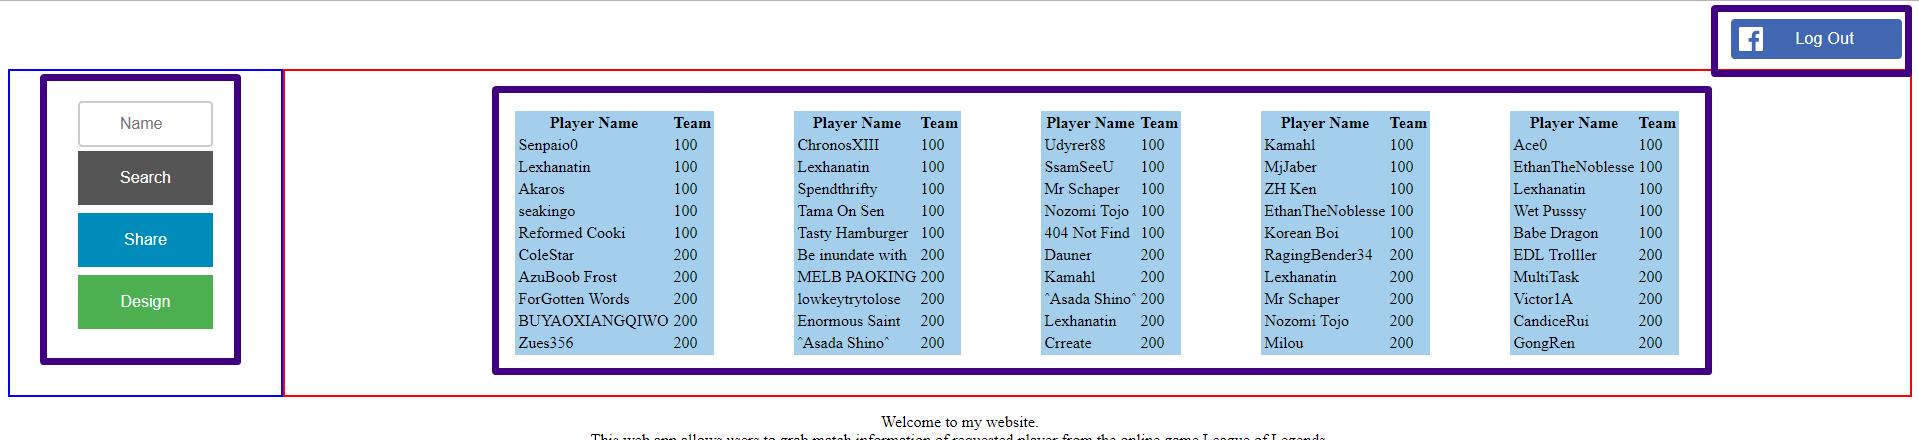 Log Out
Name
Search
Share
Design
Player Name Team
Senpaio0 100
Lexhanatin 100
Akaros 100
seakingo 100
Reformed Cooki 100
ColeStar 200
AzuBoob Frost 200
ForGotten Words 200
BUYAOXIANGQIWO 200
Zues356 200
Player Name Team
ChronosXIII 100
Lexhanatin 100
Spendthrifty 100
Tama On Sen 100
Tasty Hamburger 100
Be inundate with 200
MELB PAOKING 200
lowkeytrytolose 200
Enormous Saint 200
ˆAsada Shinoˆ 200
Player Name Team
Udyrer88 100
SsamSeeU 100
Mr Schaper 100
Nozomi Tojo 100
404 Not Find 100
Dauner 200
Kamahl 200
ˆAsada Shinoˆ 200
Lexhanatin 200
Crreate 200
Player Name Team
Kamahl 100
MjJaber 100
ZH Ken 100
EthanTheNoblesse 100
Korean Boi 100
RagingBender34 200
Lexhanatin 200
Mr Schaper 200
Nozomi Tojo 200
Milou 200
Player Name Team
Ace0 100
EthanTheNoblesse 100
Lexhanatin 100
Wet Pusssy 100
Babe Dragon 100
EDL Trolller 200
MultiTask 200
Victor1A 200
CandiceRui 200
GongRen 200
Welcome to my website.
This web app allows users to grab match information of requested player from the online game League of Legends